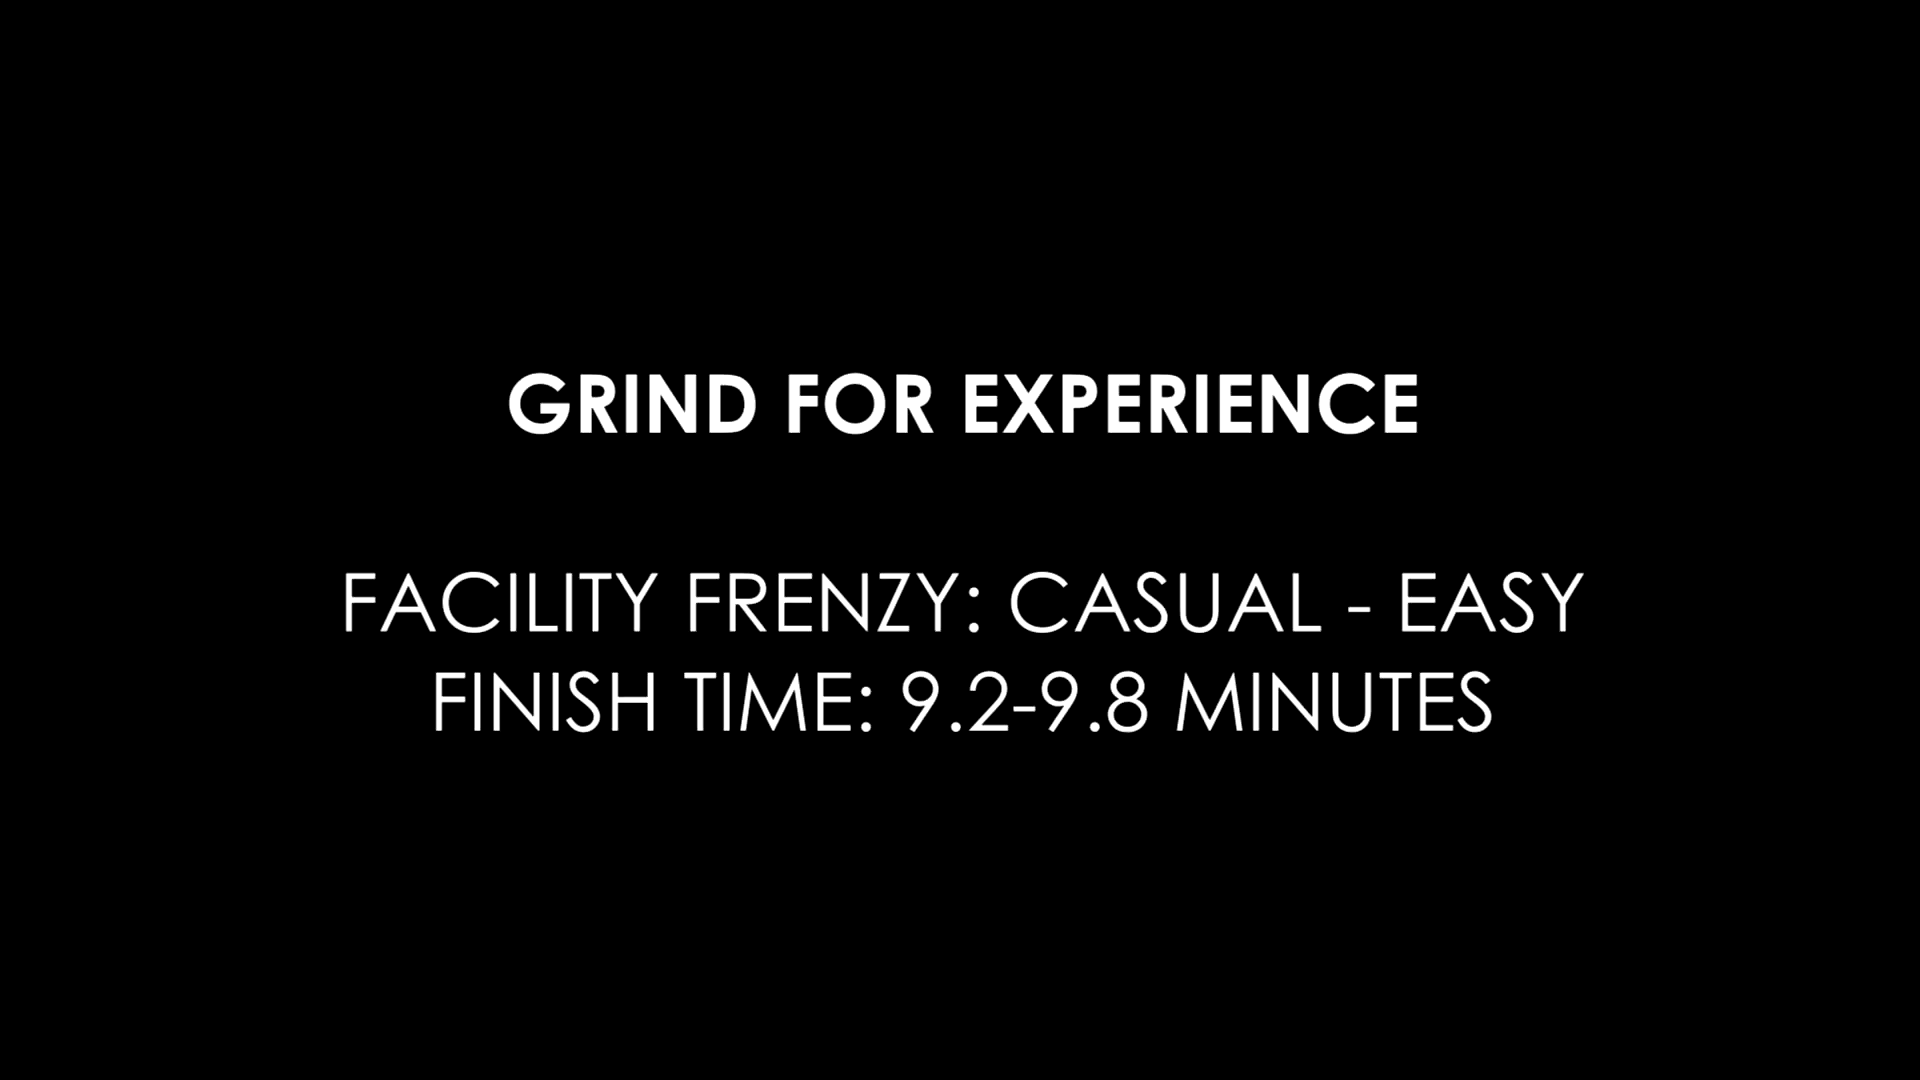 GRIND FOR EXPERIENCE
FACILITY FRENZY: CASUAL - EASY
FINISH TIME: 9.2-9.8 MINUTES